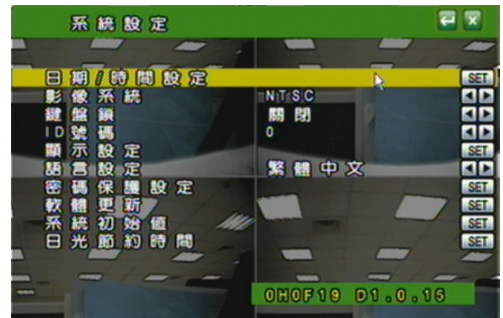 系統設定
日期/時間設定 SET
影像系統 NTSC
鍵盤鎖 關閉
ID號碼 0
顯示設定 SET
語言設定 繁體中文
密碼保護設定 SET
軟體更新 SET
系統初始值 SET
日光節約時間 SET
0H0F19 D1.0.15